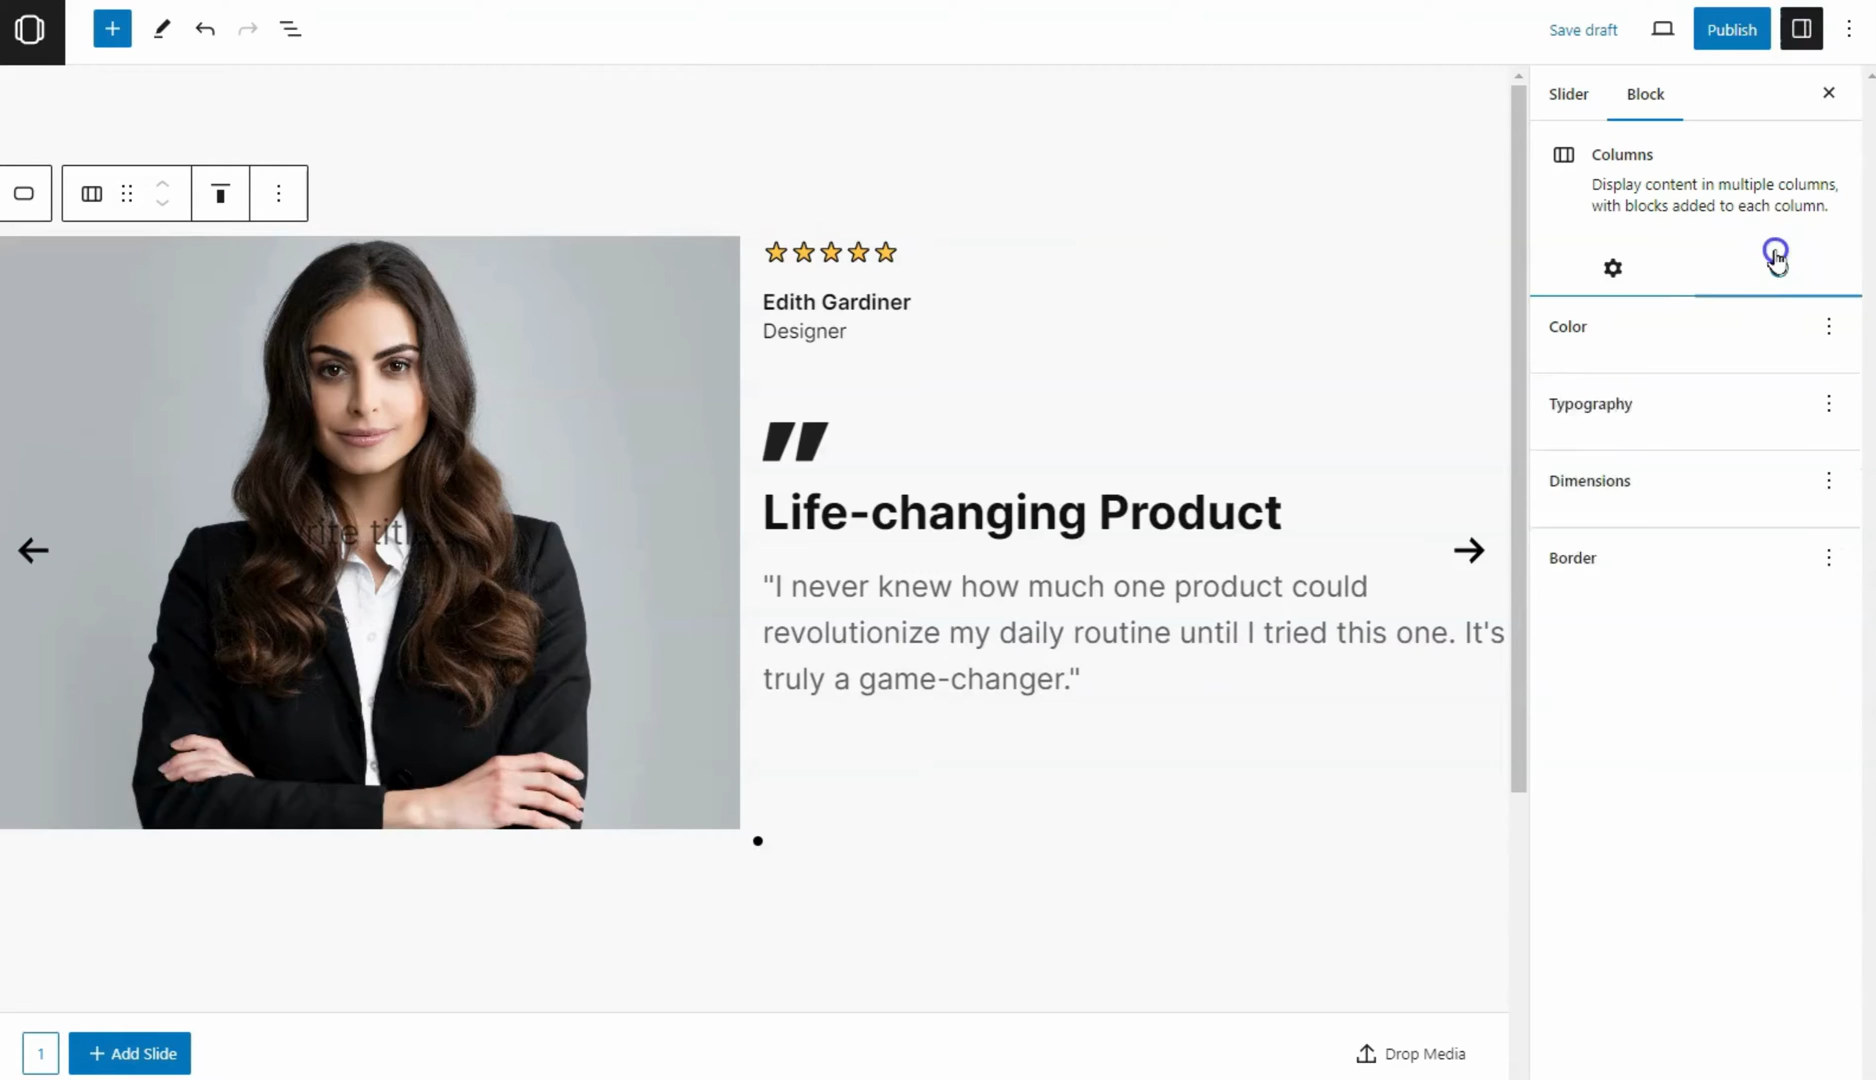 Save draft
Publish
Slider
Block
Columns
Display content in multiple columns,
with blocks added to each column.
Edith Gardiner
Designer
Color
Typography
Dimensions
Border
Life-changing Product
"I never knew how much one product could
revolutionize my daily routine until I tried this one. It's
truly a game-changer."
1
+ Add Slide
Drop Media